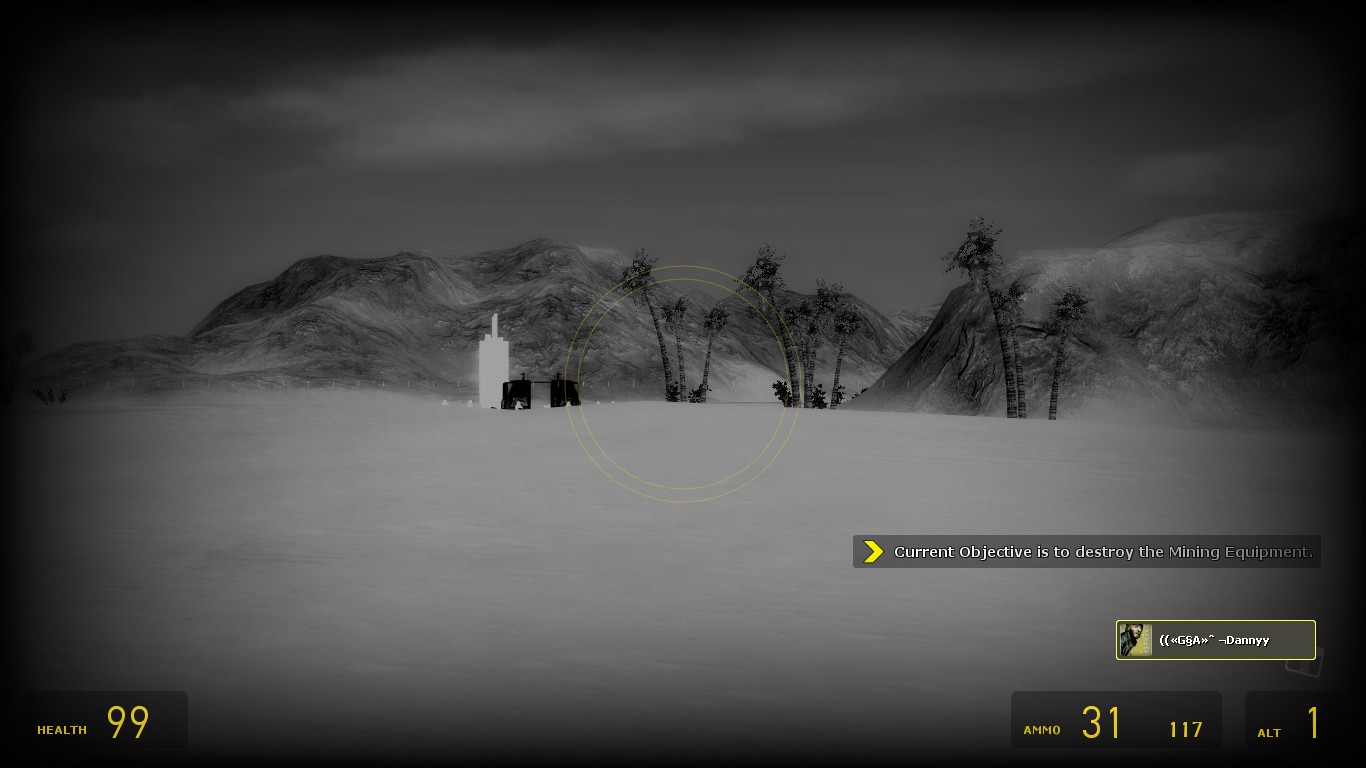 Current Objective is to destroy the Mining Equipment.
((«G§A»ˆ ¬Dannyy
HEALTH 99
AMMO 31 117
ALT 1